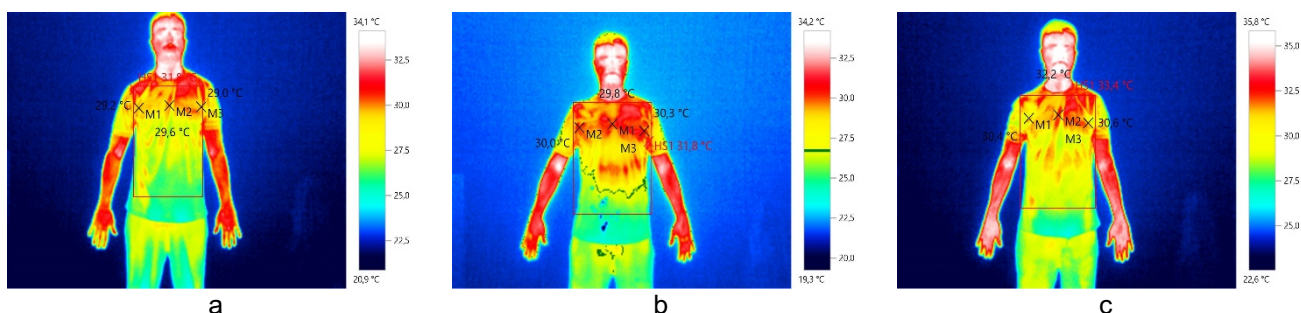 34,1 °C
32,5
30,0
27,5
25,0
22,5
20,9 °C
HS1 31,8 °C
29,2 °C
29,0 °C
M1
M2
M3
29,6 °C
a
34,2 °C
32,5
30,0
27,5
25,0
22,5
20,0
19,3 °C
29,8 °C
30,3 °C
M2
M1
30,0 °C
M3
HS1 31,8 °C
b
35,8 °C
35,0
32,5
30,0
27,5
25,0
22,6 °C
32,2 °C
HS1 33,4 °C
M1
M2
30,6 °C
30,4 °C
M3
c